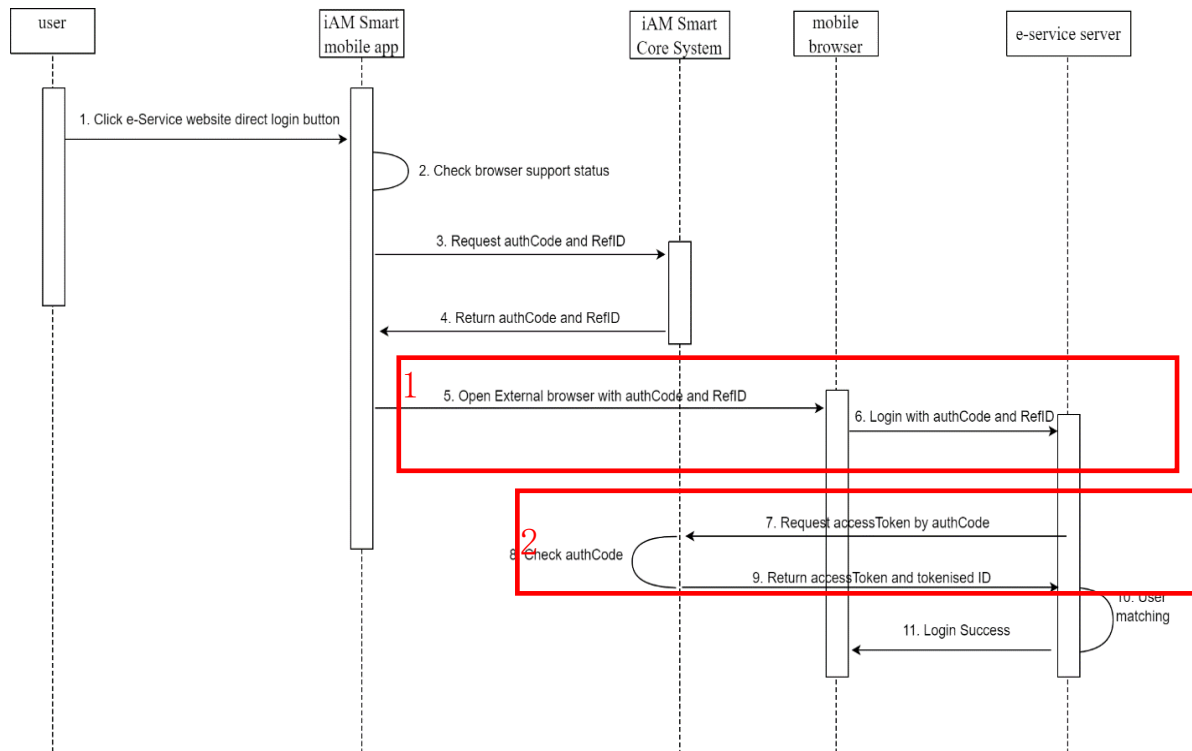 user
iAM Smart
mobile app
iAM Smart
Core System
mobile
browser
e-service server
1. Click e-Service website direct login button
2. Check browser support status
3. Request authCode and RefID
4. Return authCode and RefID
1
5. Open External browser with authCode and RefID
6. Login with authCode and RefID
7. Request accessToken by authCode
2
8. Check authCode
9. Return accessToken and tokenised ID
10. User
matching
11. Login Success